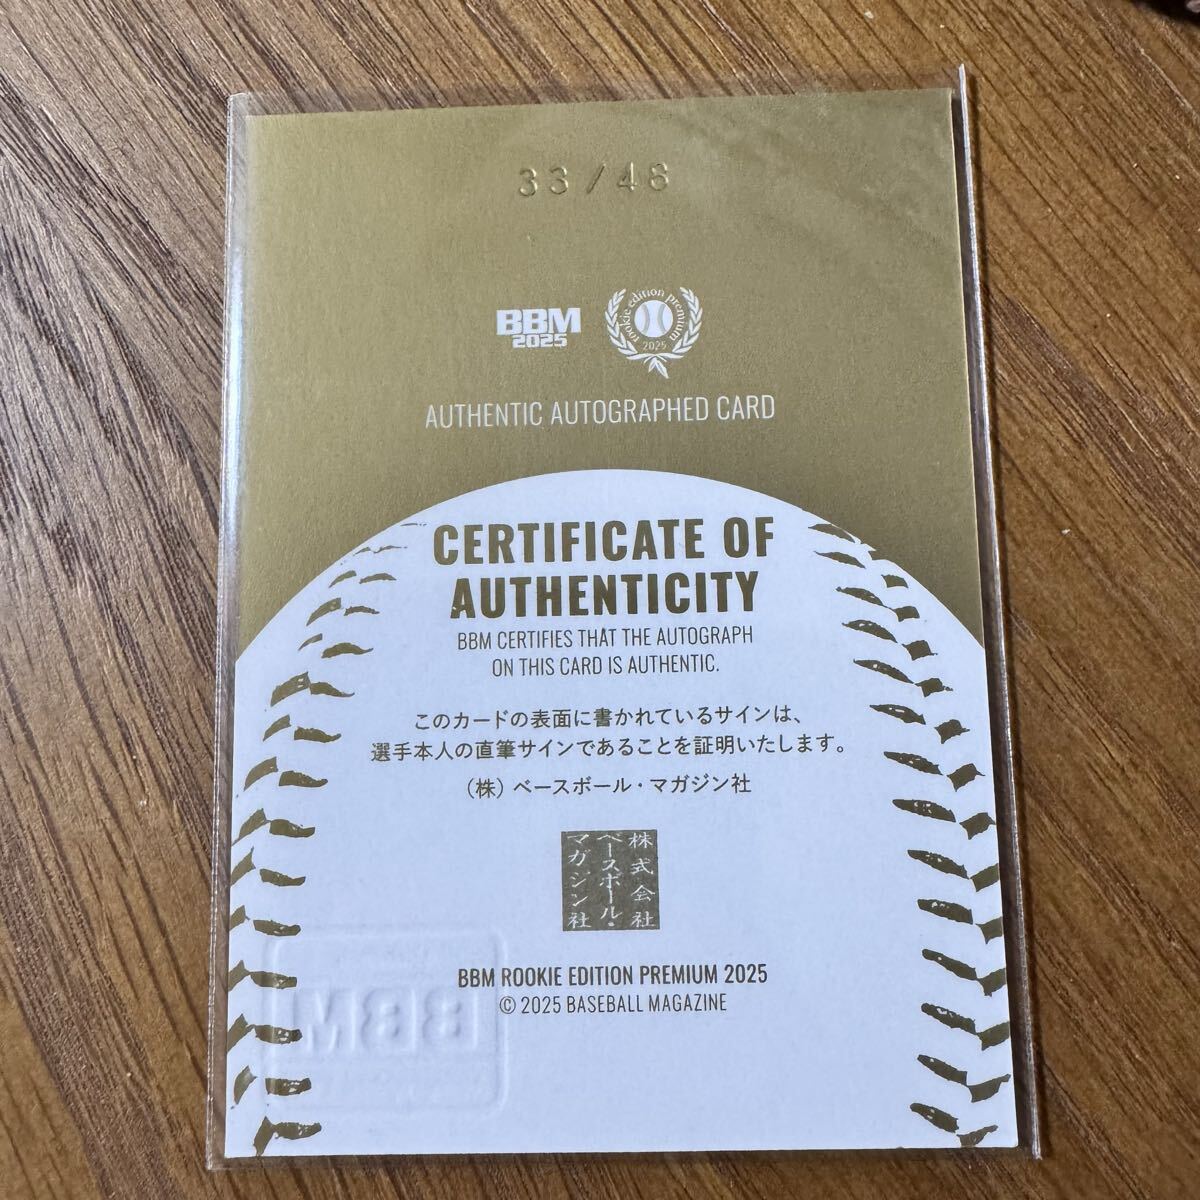 33/48
BBM
2025
rookie edition premium
2025
AUTHENTIC AUTOGRAPHED CARD
CERTIFICATE OF
AUTHENTICITY
BBM CERTIFIES THAT THE AUTOGRAPH
ON THIS CARD IS AUTHENTIC.
このカードの表面に書かれているサインは、
選手本人の直筆サインであることを証明いたします。
（株）ベースボール・マガジン社
株式会社
ベースボール・
マガジン社
BBM ROOKIE EDITION PREMIUM 2025
© 2025 BASEBALL MAGAZINE
BBM